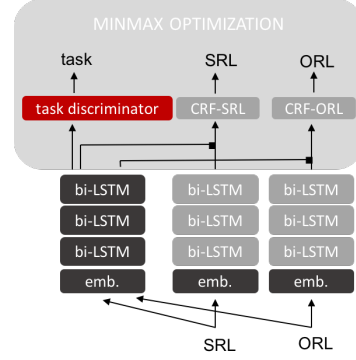 MINMAX OPTIMIZATION
task SRL ORL
task discriminator CRF-SRL CRF-ORL
bi-LSTM bi-LSTM bi-LSTM
bi-LSTM bi-LSTM bi-LSTM
bi-LSTM bi-LSTM bi-LSTM
emb. emb. emb.
SRL ORL